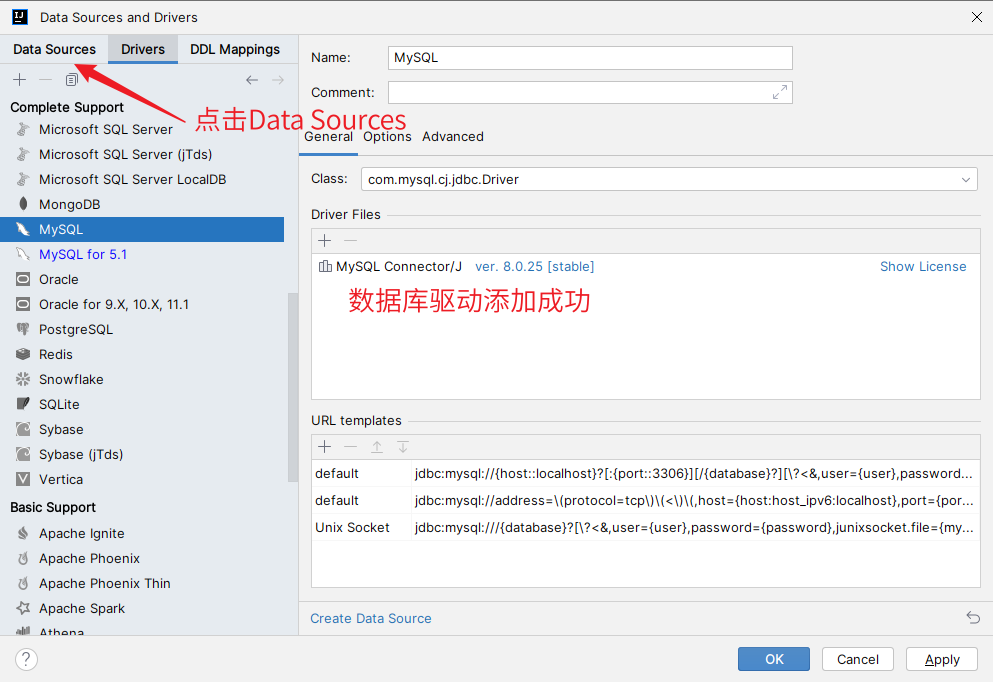 Data Sources and Drivers
Data Sources Drivers DDL Mappings
点击Data Sources
Complete Support
Microsoft SQL Server
Microsoft SQL Server (jTds)
Microsoft SQL Server LocalDB
MongoDB
MySQL
MySQL for 5.1
Oracle
Oracle for 9.X, 10.X, 11.1
PostgreSQL
Redis
Snowflake
SQLite
Sybase
Sybase (jTds)
Vertica
Basic Support
Apache Ignite
Apache Phoenix
Apache Phoenix Thin
Apache Spark
Athena
Name: MySQL
Comment:
General Options Advanced
Class: com.mysql.cj.jdbc.Driver
Driver Files
MySQL Connector/J ver. 8.0.25 [stable] Show License
数据库驱动添加成功
URL templates
default jdbc:mysql://{host::localhost}?[:{port::3306}][/{database}?][\?<&,user={user},password...
default jdbc:mysql://address=\(protocol=tcp\)\(<\)\(,host={host:host_ipv6:localhost},port={por...
Unix Socket jdbc:mysql:///{database}?[\?<&,user={user},password={password},junixsocket.file={my...
Create Data Source
? OK Cancel Apply